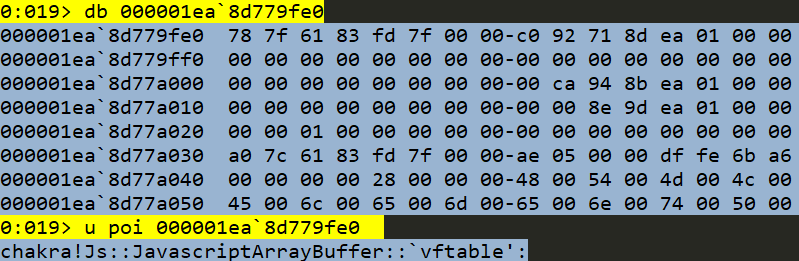 0:019> db 000001ea`8d779fe0
000001ea`8d779fe0  78 7f 61 83 fd 7f 00 00-c0 92 71 8d ea 01 00 00
000001ea`8d779ff0  00 00 00 00 00 00 00 00-00 00 00 00 00 00 00 00
000001ea`8d77a000  00 00 00 00 00 00 00 00-00 ca 94 8b ea 01 00 00
000001ea`8d77a010  00 00 00 00 00 00 00 00-00 00 8e 9d ea 01 00 00
000001ea`8d77a020  00 00 01 00 00 00 00 00-00 00 00 00 00 00 00 00
000001ea`8d77a030  a0 7c 61 83 fd 7f 00 00-ae 05 00 00 df fe 6b a6
000001ea`8d77a040  00 00 00 00 28 00 00 00-48 00 54 00 4d 00 4c 00
000001ea`8d77a050  45 00 6c 00 65 00 6d 00-65 00 6e 00 74 00 50 00
0:019> u poi 000001ea`8d779fe0
chakra!Js::JavascriptArrayBuffer::`vftable':